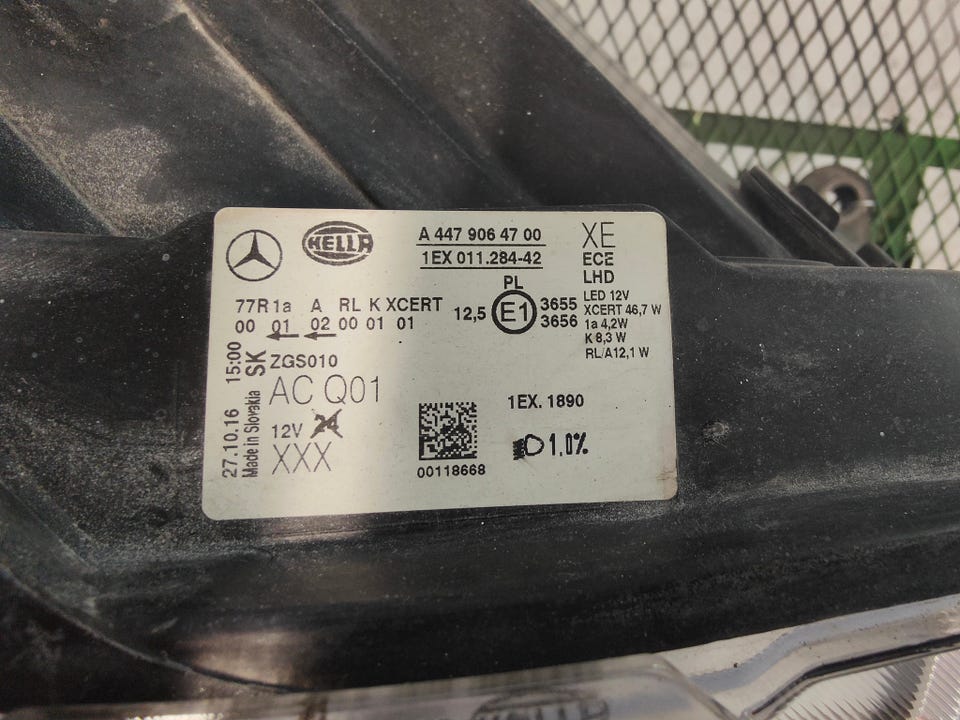 HELLA
A 447 906 47 00
1EX 011.284-42
XE
ECE
LHD
LED 12V
XCERT 46,7 W
1a 4,2W
K 8,3 W
RL/A12,1 W
77R 1a A RL K XCERT
00 01 02 00 01 01
PL
12,5 E1 3655
3656
27.10.16 15:00
Made in Slovakia SK
ZGS010
AC Q01
12V 24
XXX
00118668
1EX. 1890
1,0%
HELLA